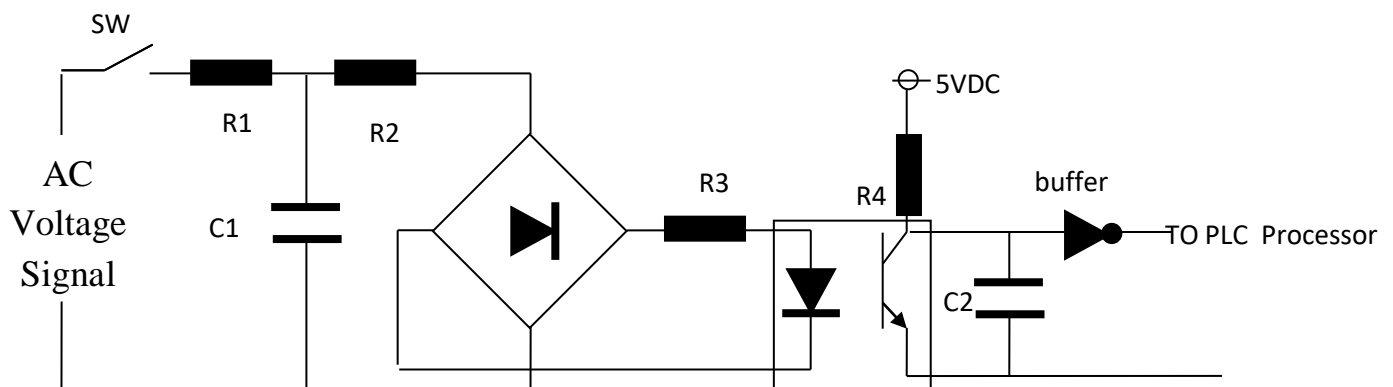 SW
R1
R2
AC
Voltage
Signal
C1
R3
5VDC
R4
buffer
C2
TO PLC Processor